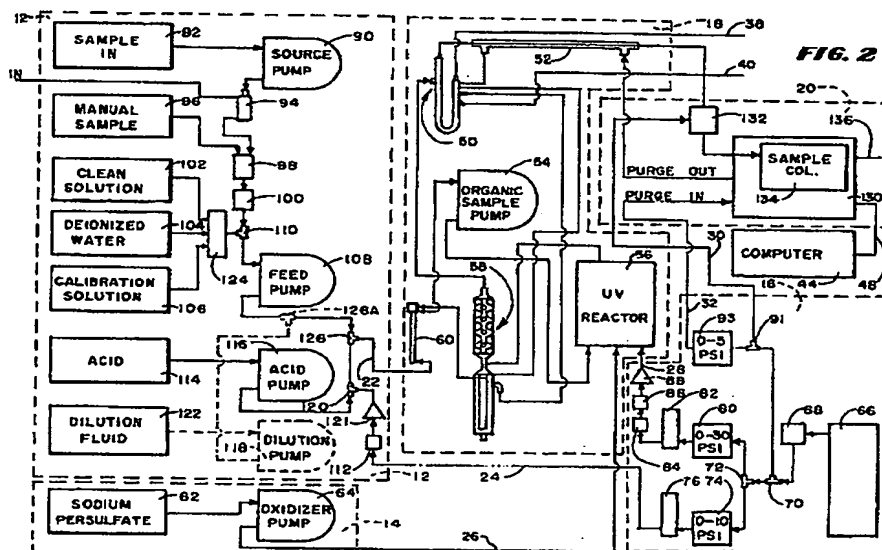 12
SAMPLE IN
82
90
SOURCE PUMP
IN
MANUAL SAMPLE
96
94
98
CLEAN SOLUTION
102
100
DEIONIZED WATER
104
110
124
CALIBRATION SOLUTION
106
108
FEED PUMP
126A
126
ACID
114
116
ACID PUMP
22
120
121
DILUTION FLUID
122
118
DILUTION PUMP
112
12
SODIUM PERSULFATE
62
64
OXIDIZER PUMP
14
18
38
52
40
FIG. 2
50
54
ORGANIC SAMPLE PUMP
58
56
UV REACTOR
60
20
132
136
SAMPLE COL.
134
130
PURGE OUT
PURGE IN
30
COMPUTER
44
16
48
32
93
91
0-5 PSI
28
88
86
82
80
0-30 PSI
84
68
66
72
70
24
76
74
0-10 PSI
26